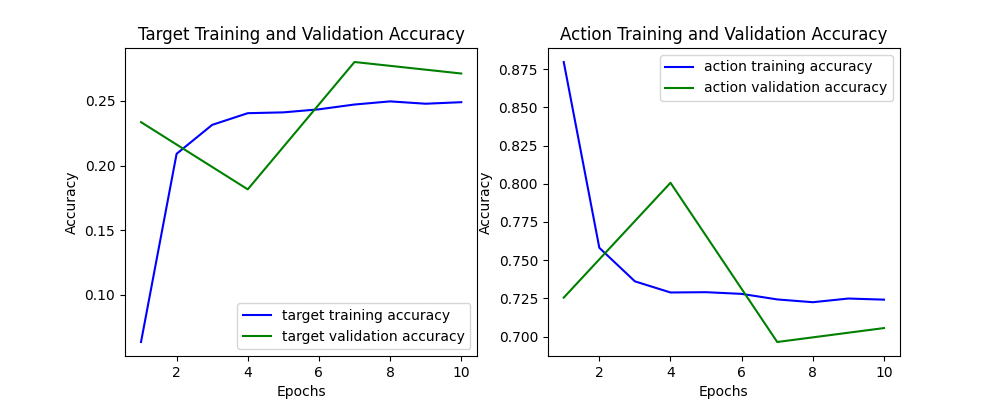 Target Training and Validation Accuracy
Accuracy
0.25
0.20
0.15
0.10
target training accuracy
target validation accuracy
2
4
6
8
10
Epochs
Action Training and Validation Accuracy
Accuracy
0.875
0.850
0.825
0.800
0.775
0.750
0.725
0.700
action training accuracy
action validation accuracy
2
4
6
8
10
Epochs